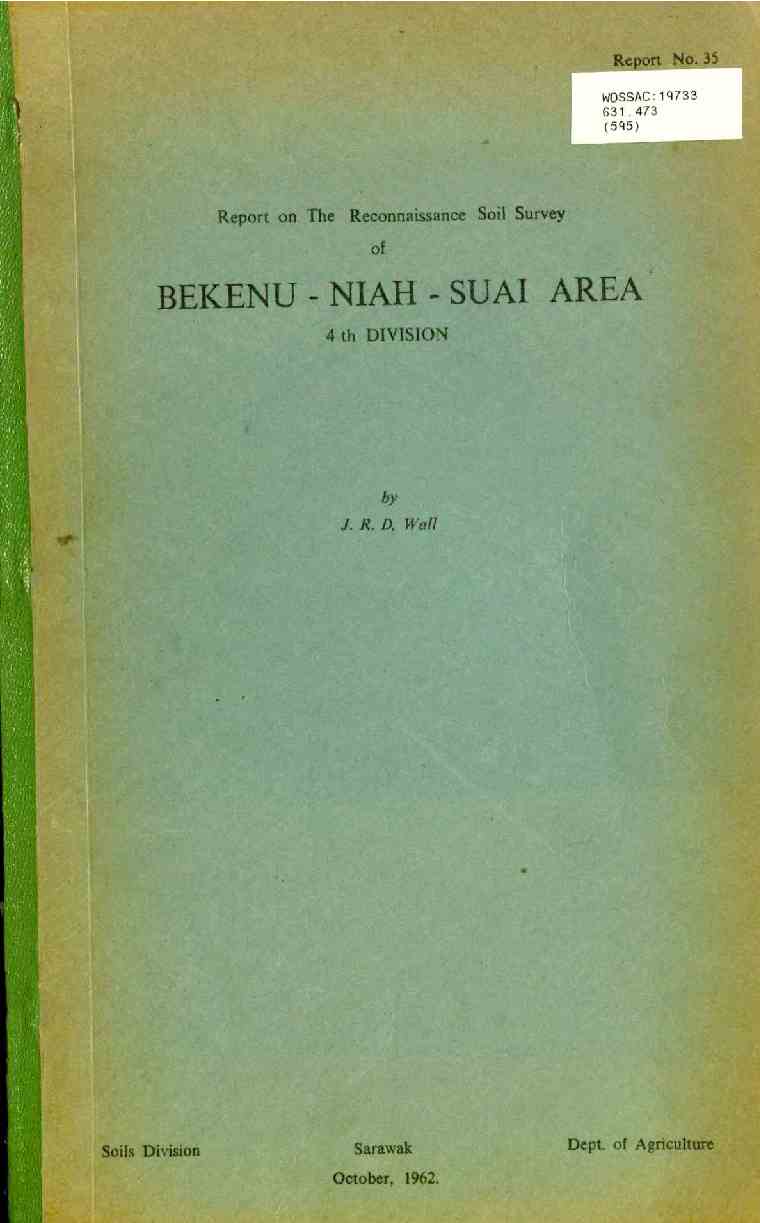 Report No. 35
WOSSAC:19733
631.473
(595)
Report on The Reconnaissance Soil Survey
of
BEKENU - NIAH - SUAI AREA
4 th DIVISION
by
J. R. D. Wall
Soils Division
Sarawak
Dept. of Agriculture
October, 1962.